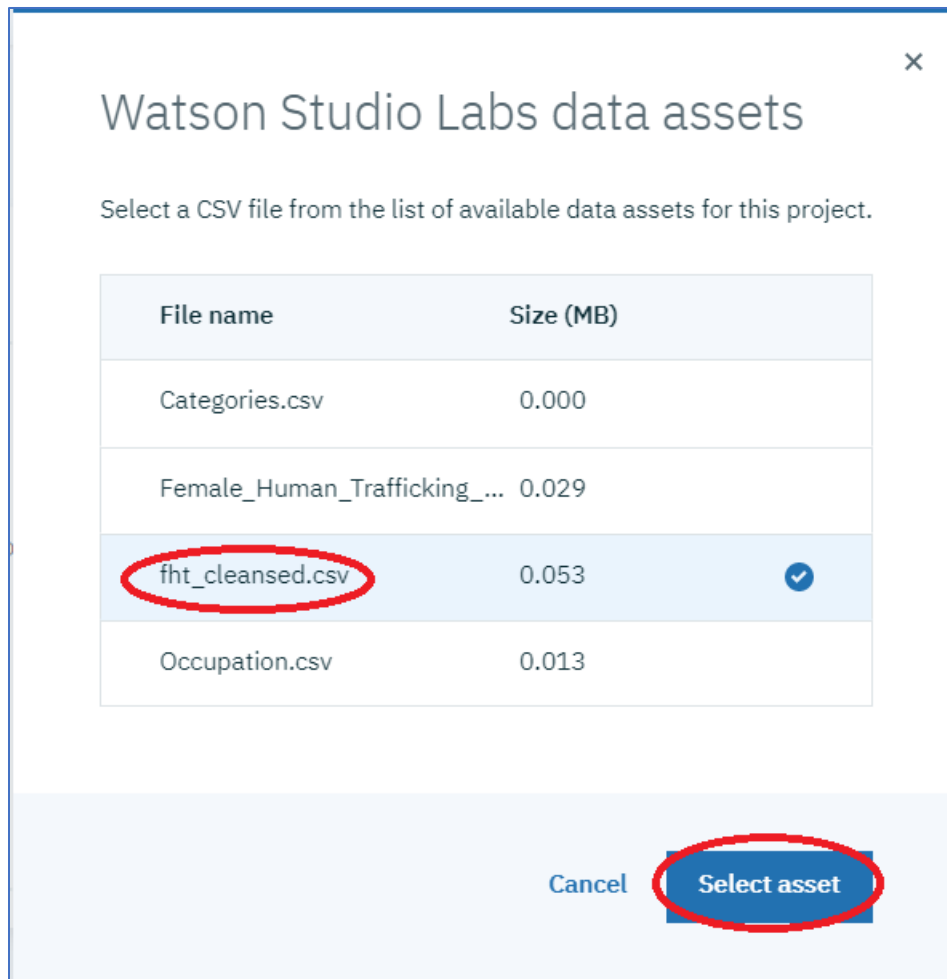 Watson Studio Labs data assets
Select a CSV file from the list of available data assets for this project.
File name Size (MB)
Categories.csv 0.000
Female_Human_Trafficking_... 0.029
fht_cleansed.csv 0.053
Occupation.csv 0.013
Cancel Select asset